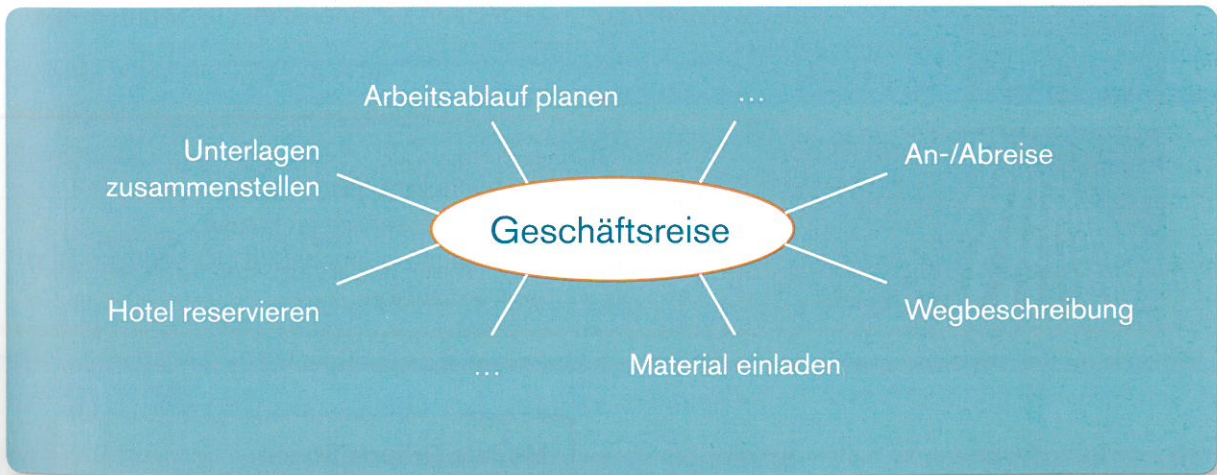 Arbeitsablauf planen
...
Unterlagen
zusammenstellen
An-/Abreise
Geschäftsreise
Hotel reservieren
Wegbeschreibung
...
Material einladen